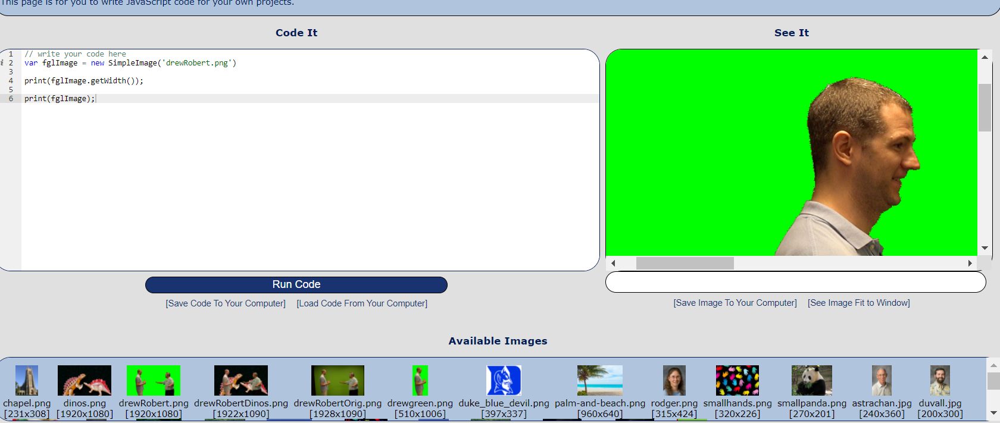 This page is for you to write JavaScript code for your own projects.
Code It
See It
1 // write your code here
i 2 var fglImage = new SimpleImage('drewRobert.png')
3
4 print(fglImage.getWidth());
5
6 print(fglImage);
Run Code
[Save Code To Your Computer] [Load Code From Your Computer]
[Save Image To Your Computer] [See Image Fit to Window]
Available Images
chapel.png dinos.png drewRobert.png drewRobertDinos.png drewRobertOrig.png drewgreen.png duke_blue_devil.png palm-and-beach.png rodger.png smallhands.png smallpanda.png astrachan.jpg duvall.jpg
[231x308] [1920x1080] [1920x1080] [1922x1090] [1928x1090] [510x1006] [397x337] [960x640] [315x424] [320x226] [270x201] [240x360] [200x300]